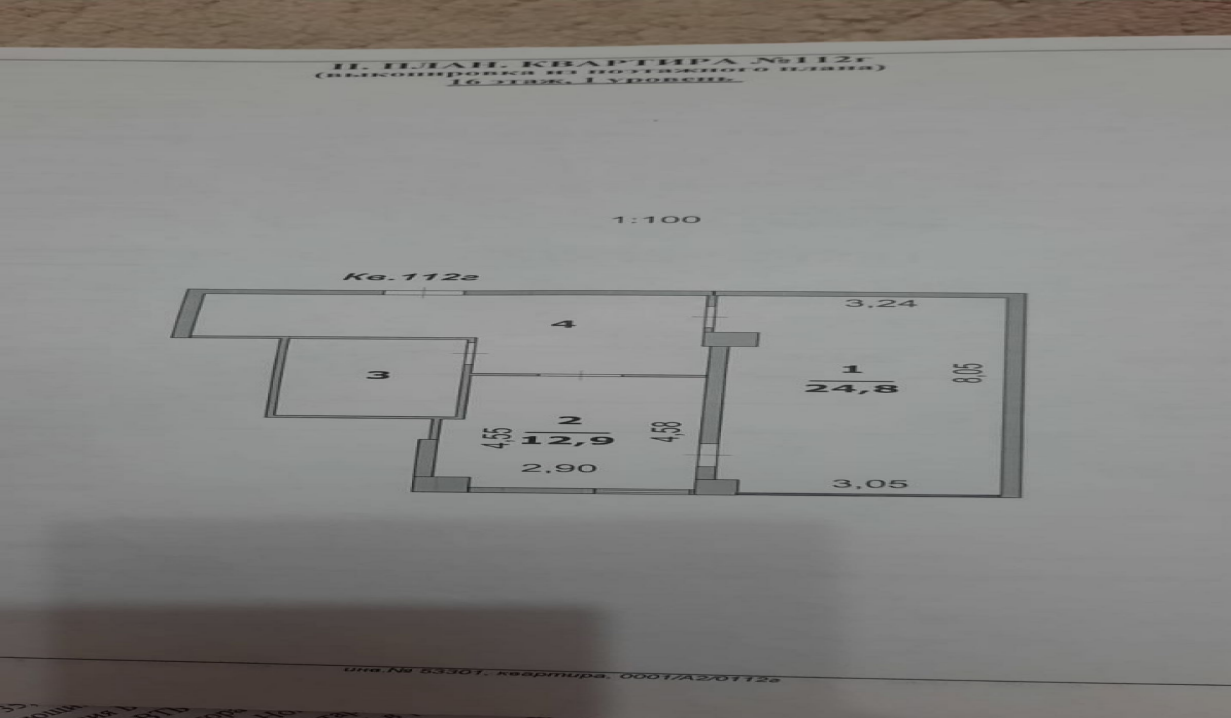 II. ПЛАН. КВАРТИРА №112г
(выкопировка из поэтажного плана)
16 этаж, 1 уровень
1:100
Кв.112г
3.24
4
1
24,8
8,05
3
2
12,9
4,55
4,58
2.90
3.05
инв.№ 53301, квартира, 0001/А2/0112г
35,